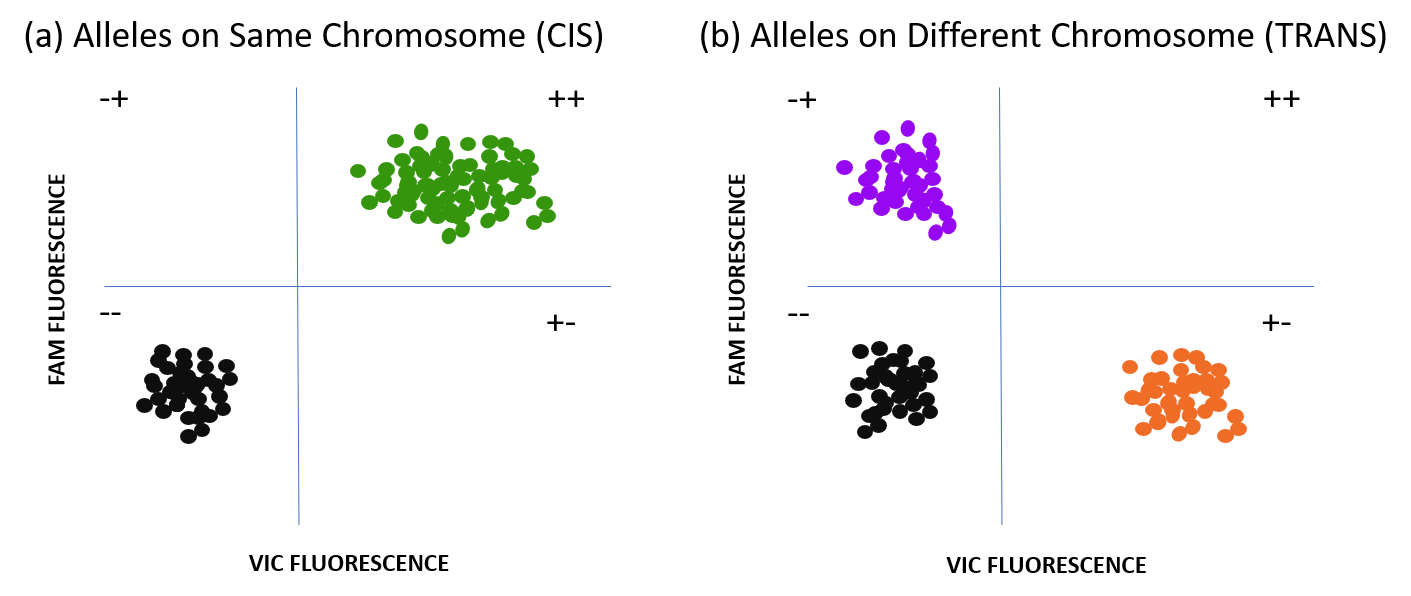 (a) Alleles on Same Chromosome (CIS)
-+
++
FAM FLUORESCENCE
--
+-
VIC FLUORESCENCE
(b) Alleles on Different Chromosome (TRANS)
-+
++
FAM FLUORESCENCE
--
+-
VIC FLUORESCENCE